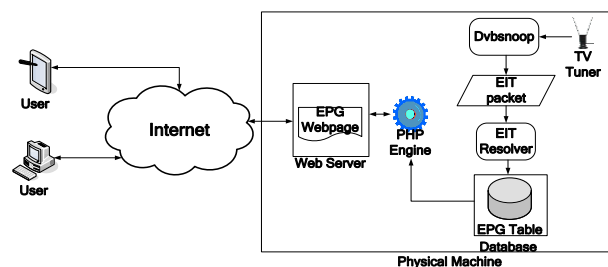 User
User
Internet
EPG
Webpage
Web Server
PHP
Engine
Dvbsnoop
TV
Tuner
EIT
packet
EIT
Resolver
EPG Table
Database
Physical Machine